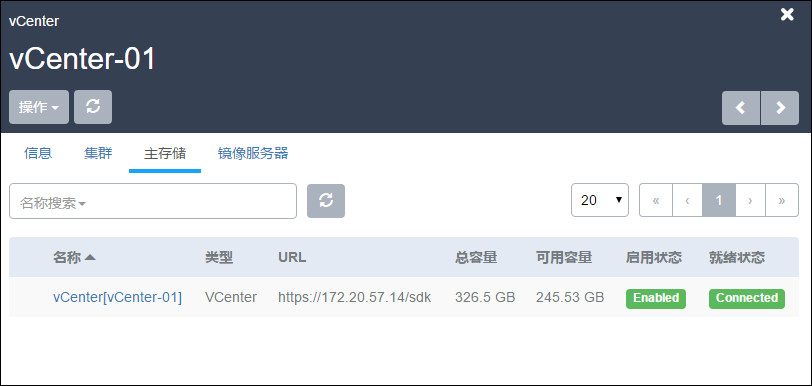 vCenter
vCenter-01
操作
信息 集群 主存储 镜像服务器
名称搜索 20 « ‹ 1 › »
名称 类型 URL 总容量 可用容量 启用状态 就绪状态
vCenter[vCenter-01] VCenter https://172.20.57.14/sdk 326.5 GB 245.53 GB Enabled Connected